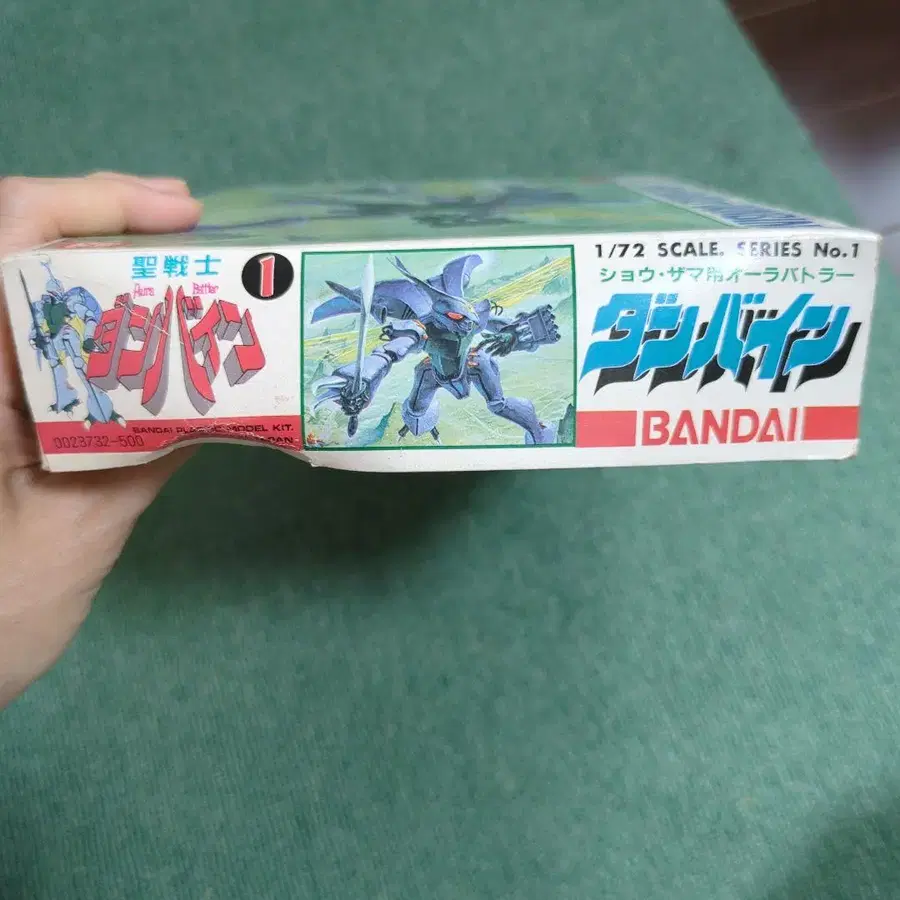 聖戦士
Aura Battler
ダンバイン
1
BANDAI PLASTIC MODEL KIT.
0023732-500
1/72 SCALE. SERIES No.1
ショウ・ザマ用オーラバトラー
ダンバイン
BANDAI